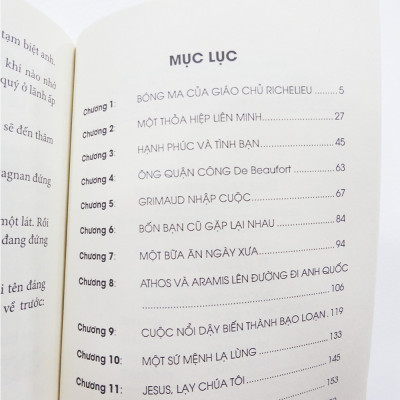 tạm biệt anh.
khi nào nhớ
quý ở lãnh ấp
sẽ đến thăm
agnan đứng
một lát. Rồi
đang đứng
i tên đáng
về trước:
MỤC LỤC
Chương 1: BÓNG MA CỦA GIÁO CHỦ RICHELIEU 5
Chương 2: MỘT THỎA HIỆP LIÊN MINH 27
Chương 3: HẠNH PHÚC VÀ TÌNH BẠN 45
Chương 4: ÔNG QUẬN CÔNG De Beaufort 63
Chương 5: GRIMAUD NHẬP CUỘC 67
Chương 6: BỐN BẠN CŨ GẶP LẠI NHAU 84
Chương 7: MỘT BỮA ĂN NGÀY XƯA 94
Chương 8: ATHOS VÀ ARAMIS LÊN ĐƯỜNG ĐI ANH QUỐC
106
Chương 9: CUỘC NỔI DẬY BIẾN THÀNH BẠO LOẠN 119
Chương 10: MỘT SỨ MỆNH LẠ LÙNG 133
Chương 11: JESUS, LẠY CHÚA TÔI 145
153